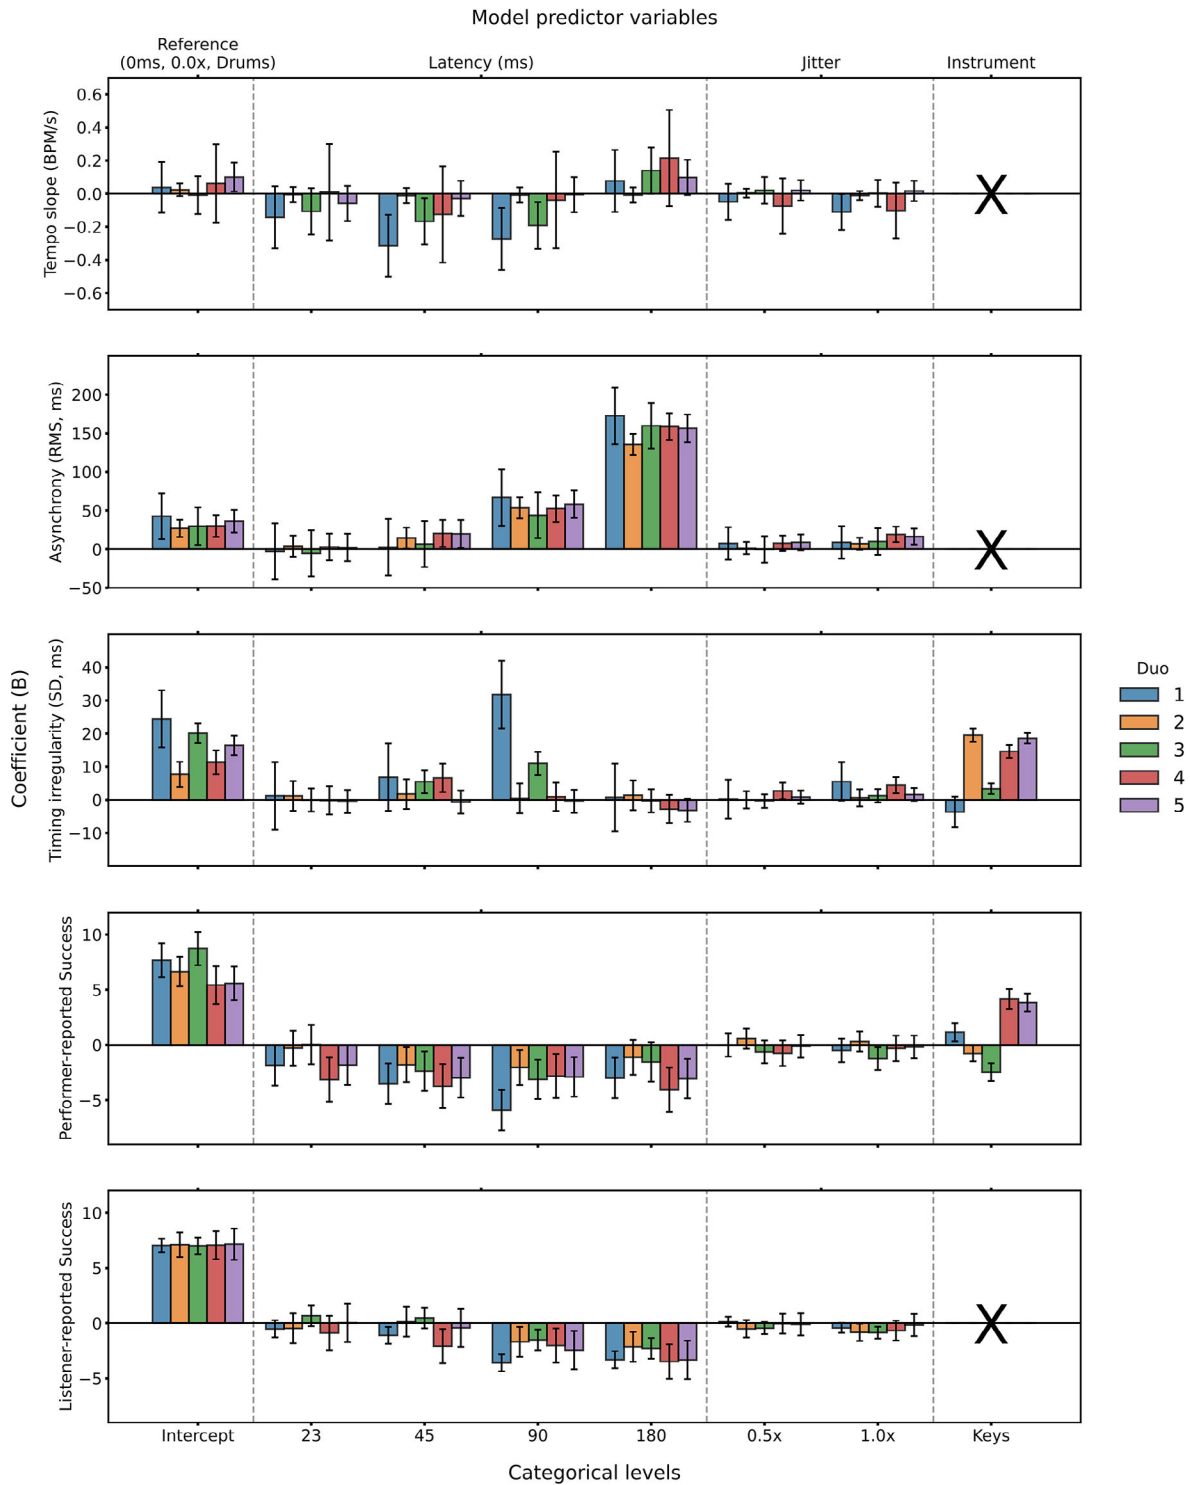 Model predictor variables
Reference
(0ms, 0.0x, Drums)
Latency (ms)
Jitter
Instrument
Tempo slope (BPM/s)
0.6
0.4
0.2
0.0
−0.2
−0.4
−0.6
X
Asynchrony (RMS, ms)
200
150
100
50
0
−50
X
Coefficient (B)
Timing irregularity (SD, ms)
40
30
20
10
0
−10
Duo
1
2
3
4
5
Performer-reported Success
10
5
0
−5
Listener-reported Success
10
5
0
−5
X
Intercept
23
45
90
180
0.5x
1.0x
Keys
Categorical levels